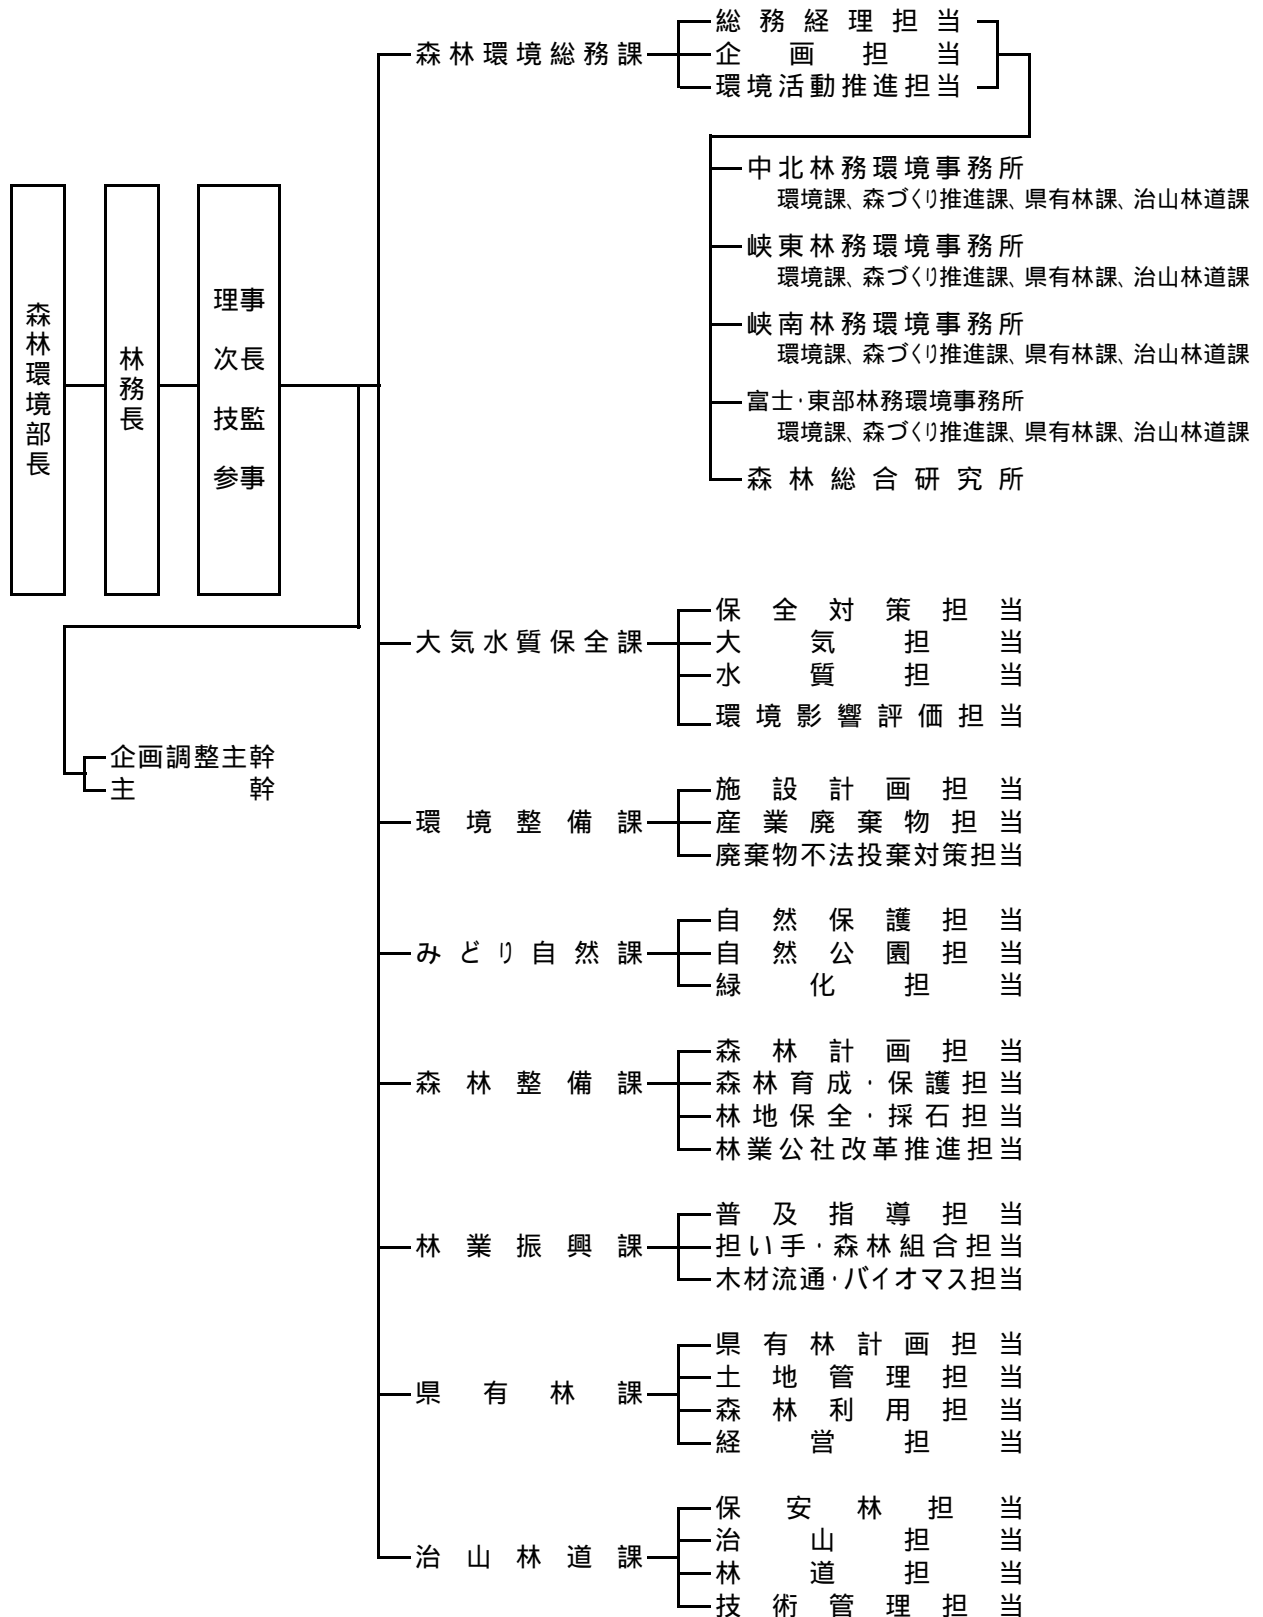 森林環境部長
林務長
理事
次長
技監
参事
企画調整主幹
主幹
森林環境総務課
総務経理担当
企画担当
環境活動推進担当
中北林務環境事務所
環境課、森づくり推進課、県有林課、治山林道課
峡東林務環境事務所
環境課、森づくり推進課、県有林課、治山林道課
峡南林務環境事務所
環境課、森づくり推進課、県有林課、治山林道課
富士・東部林務環境事務所
環境課、森づくり推進課、県有林課、治山林道課
森林総合研究所
大気水質保全課
保全対策担当
大気担当
水質担当
環境影響評価担当
環境整備課
施設計画担当
産業廃棄物担当
廃棄物不法投棄対策担当
みどり自然課
自然保護担当
自然公園担当
緑化担当
森林整備課
森林計画担当
森林育成・保護担当
林地保全・採石担当
林業公社改革推進担当
林業振興課
普及指導担当
担い手・森林組合担当
木材流通・バイオマス担当
県有林課
県有林計画担当
土地管理担当
森林利用担当
経営担当
治山林道課
保安林担当
治山担当
林道担当
技術管理担当